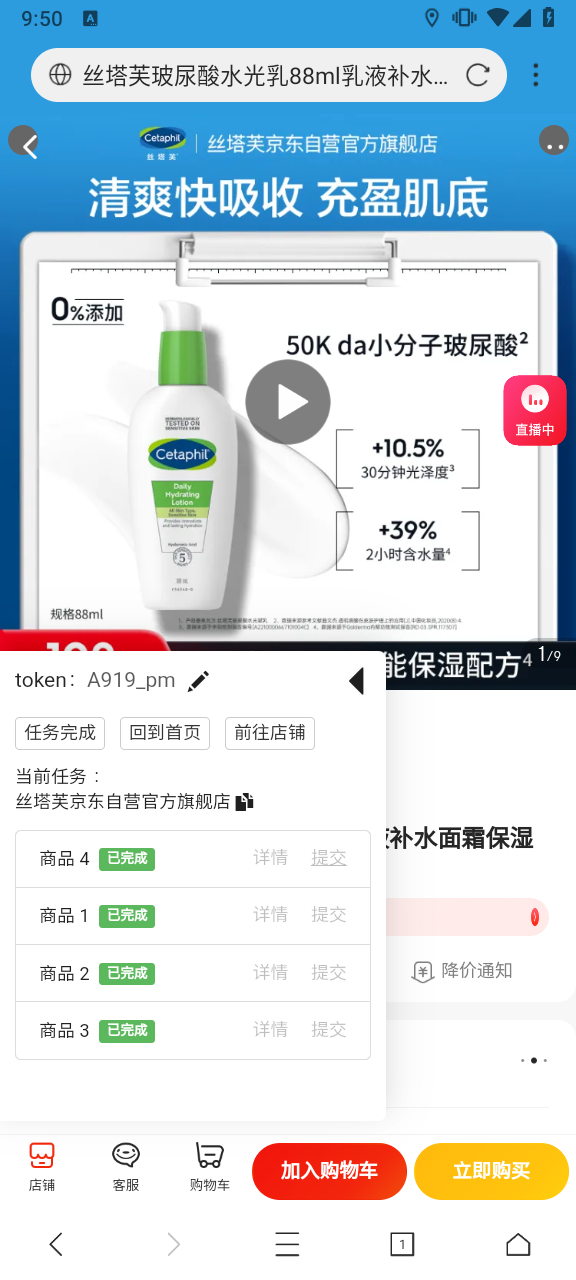 9:50
丝塔芙玻尿酸水光乳88ml乳液补水...
Cetaphil
丝塔芙
丝塔芙京东自营官方旗舰店
清爽快吸收 充盈肌底
0%添加
50K da小分子玻尿酸²
直播中
+10.5%
30分钟光泽度³
+39%
2小时含水量⁴
Cetaphil
Daily
Hydrating
Lotion
规格88ml
能保湿配方⁴
1/9
token: A919_pm
任务完成
回到首页
前往店铺
当前任务：
丝塔芙京东自营官方旗舰店
补水面霜保湿
商品 4 已完成 详情 提交
商品 1 已完成 详情 提交
商品 2 已完成 详情 提交
降价通知
商品 3 已完成 详情 提交
店铺
客服
购物车
加入购物车
立即购买
1